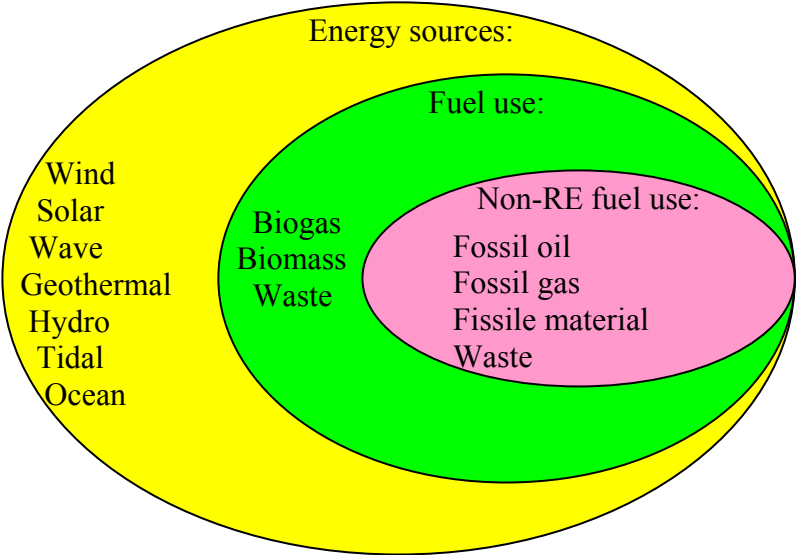 Energy sources:
Fuel use:
Wind
Solar
Wave
Geothermal
Hydro
Tidal
Ocean
Biogas
Biomass
Waste
Non-RE fuel use:
Fossil oil
Fossil gas
Fissile material
Waste